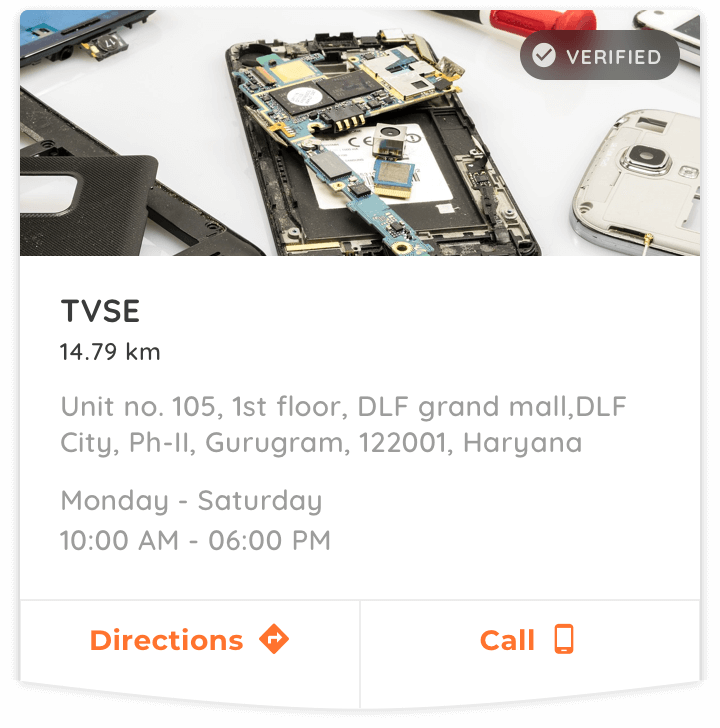 VERIFIED
TVSE
14.79 km
Unit no. 105, 1st floor, DLF grand mall,DLF
City, Ph-II, Gurugram, 122001, Haryana
Monday - Saturday
10:00 AM - 06:00 PM
Directions
Call